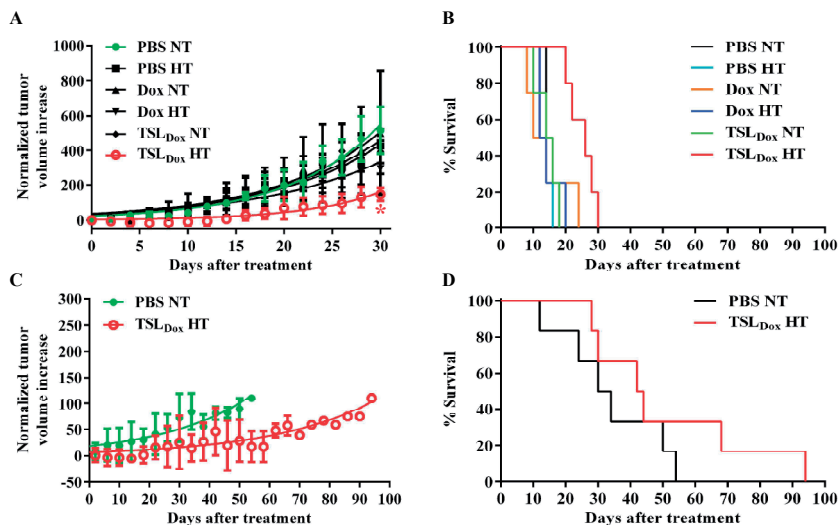 A
Normalized tumor
volume inrease
1000
800
600
400
200
0
PBS NT
PBS HT
Dox NT
Dox HT
TSLDox NT
TSLDox HT
*
0 5 10 15 20 25 30
Days after treatment
B
% Survival
100
80
60
40
20
0
PBS NT
PBS HT
Dox NT
Dox HT
TSLDox NT
TSLDox HT
0 10 20 30 40 50 60 70 80 90 100
Days after treatment
C
Normalized tumor
volume increase
300
250
200
150
100
50
0
-50
PBS NT
TSLDox HT
0 10 20 30 40 50 60 70 80 90 100
Days after treatment
D
% Survival
100
80
60
40
20
0
PBS NT
TSLDox HT
0 10 20 30 40 50 60 70 80 90 100
Days after treatment